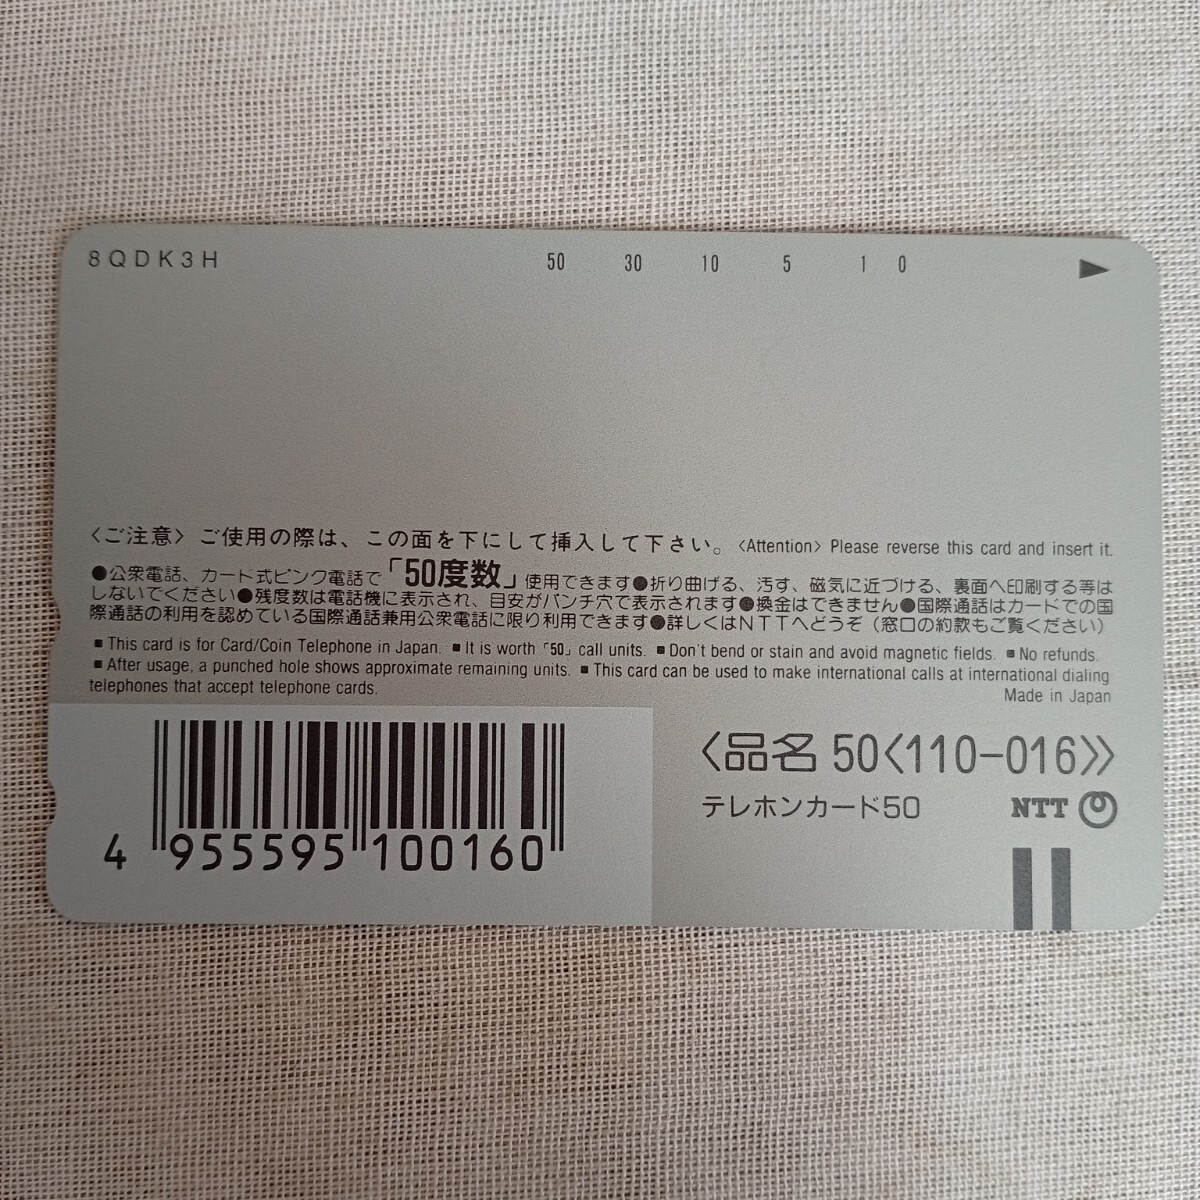 8QDK3H 50 30 10 5 1 0 ▶
〈ご注意〉ご使用の際は、この面を下にして挿入して下さい。〈Attention〉Please reverse this card and insert it.
●公衆電話、カード式ピンク電話で「50度数」使用できます●折り曲げる、汚す、磁気に近づける、裏面へ印刷する等は
しないでください●残度数は電話機に表示され、目安がパンチ穴で表示されます●換金はできません●国際通話はカードでの国
際通話の利用を認めている国際通話兼用公衆電話に限り利用できます●詳しくはNTTへどうぞ（窓口の約款もご覧ください）
■This card is for Card/Coin Telephone in Japan. ■It is worth「50」call units. ■Don't bend or stain and avoid magnetic fields. ■No refunds.
■After usage, a punched hole shows approximate remaining units. ■This card can be used to make international calls at international dialing
telephones that accept telephone cards.
Made in Japan
〈品名 50〈110-016〉〉
テレホンカード50 NTT
4 955595 100160